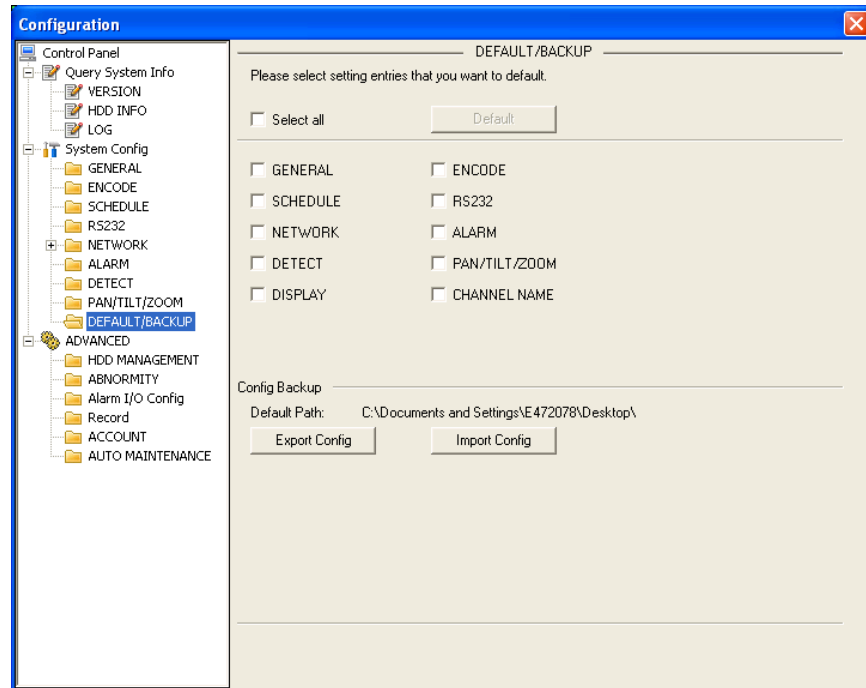 Configuration
Control Panel
Query System Info
VERSION
HDD INFO
LOG
System Config
GENERAL
ENCODE
SCHEDULE
RS232
NETWORK
ALARM
DETECT
PAN/TILT/ZOOM
DEFAULT/BACKUP
ADVANCED
HDD MANAGEMENT
ABNORMITY
Alarm I/O Config
Record
ACCOUNT
AUTO MAINTENANCE
DEFAULT/BACKUP
Please select setting entries that you want to default.
Select all Default
GENERAL ENCODE
SCHEDULE RS232
NETWORK ALARM
DETECT PAN/TILT/ZOOM
DISPLAY CHANNEL NAME
Config Backup
Default Path: C:\Documents and Settings\E472078\Desktop\
Export Config Import Config